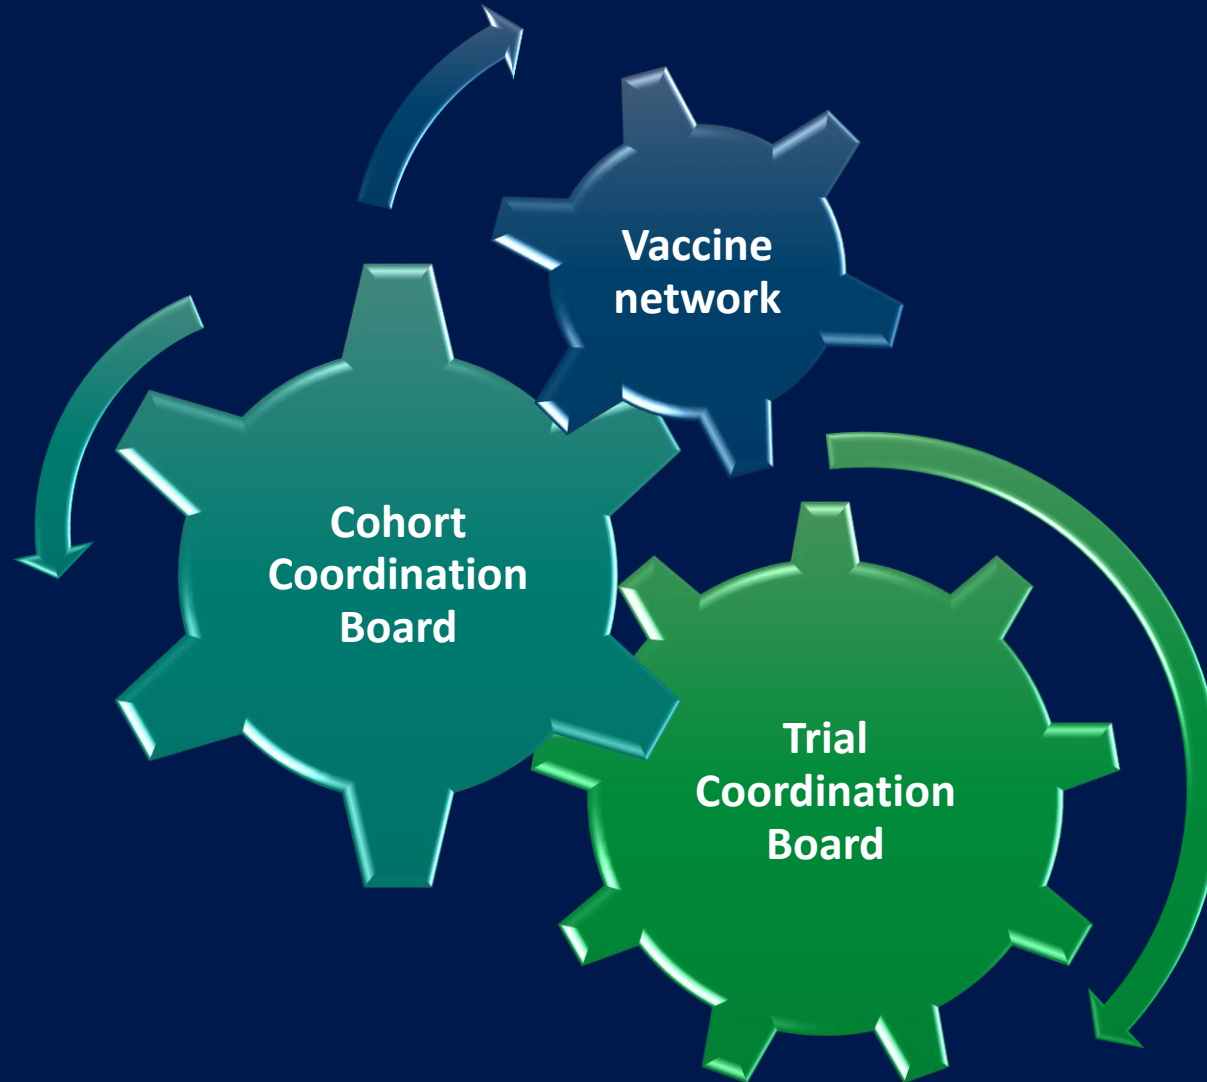 Vaccine
network
Cohort
Coordination
Board
Trial
Coordination
Board